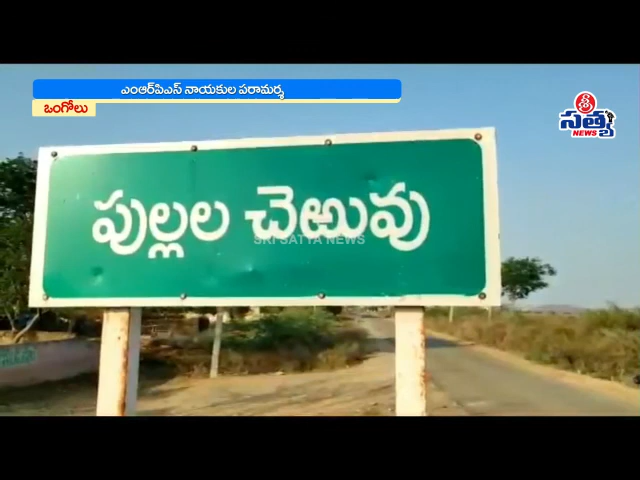 ఎంఆర్‌పిఎస్ నాయకుల పరామర్శ
ఒంగోలు
శ్రీ
సత్య
NEWS
పుల్లల చెఱువు
SRI SATYA NEWS